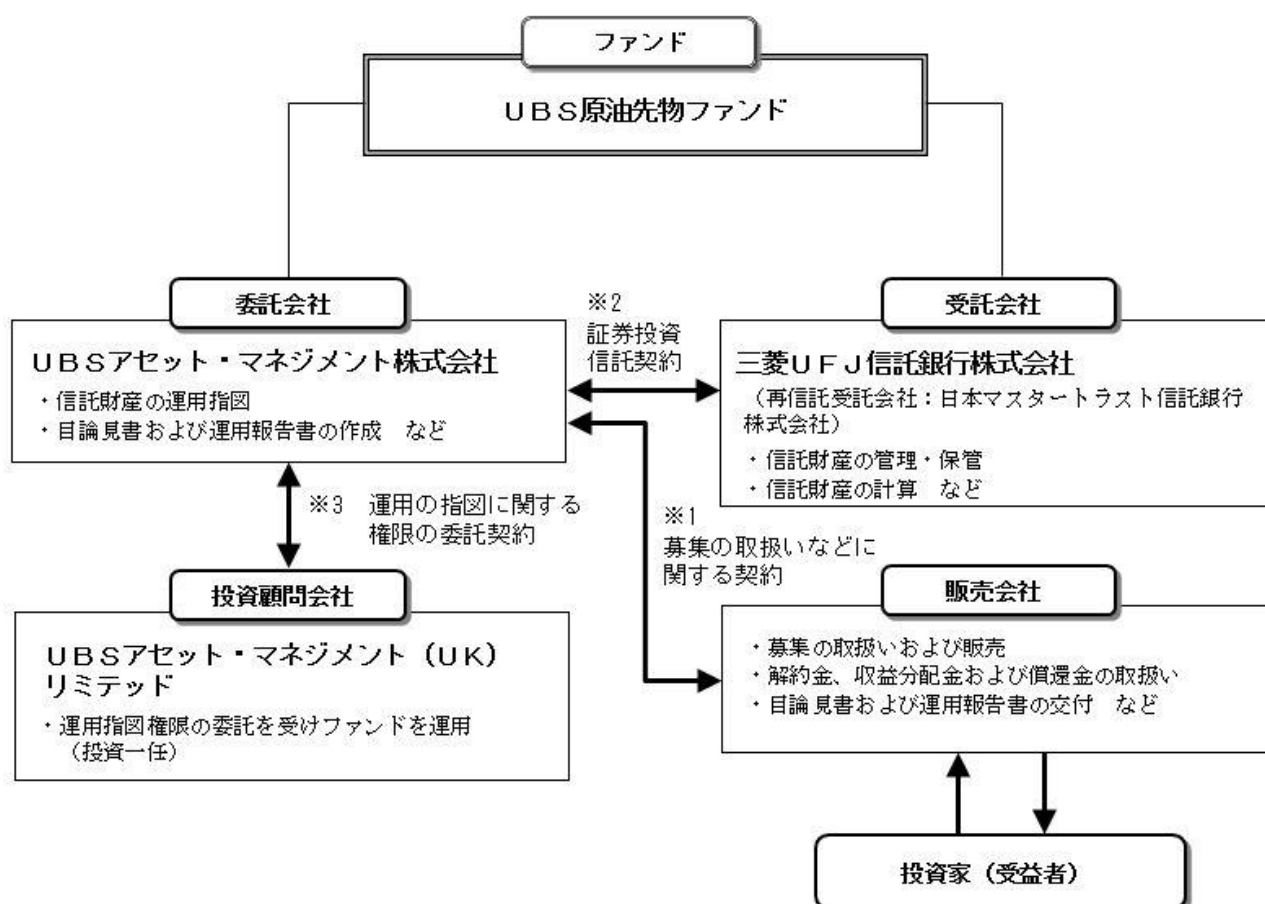 ファンド
UBS原油先物ファンド
委託会社
UBSアセット・マネジメント株式会社
・信託財産の運用指図
・目論見書および運用報告書の作成　など
※2
証券投資
信託契約
受託会社
三菱UFJ信託銀行株式会社
（再信託受託会社：日本マスタートラスト信託銀行
株式会社）
・信託財産の管理・保管
・信託財産の計算　など
※3　運用の指図に関する
権限の委託契約
※1
募集の取扱いなどに
関する契約
投資顧問会社
UBSアセット・マネジメント（UK）
リミテッド
・運用指図権限の委託を受けファンドを運用
（投資一任）
販売会社
・募集の取扱いおよび販売
・解約金、収益分配金および償還金の取扱い
・目論見書および運用報告書の交付　など
投資家（受益者）